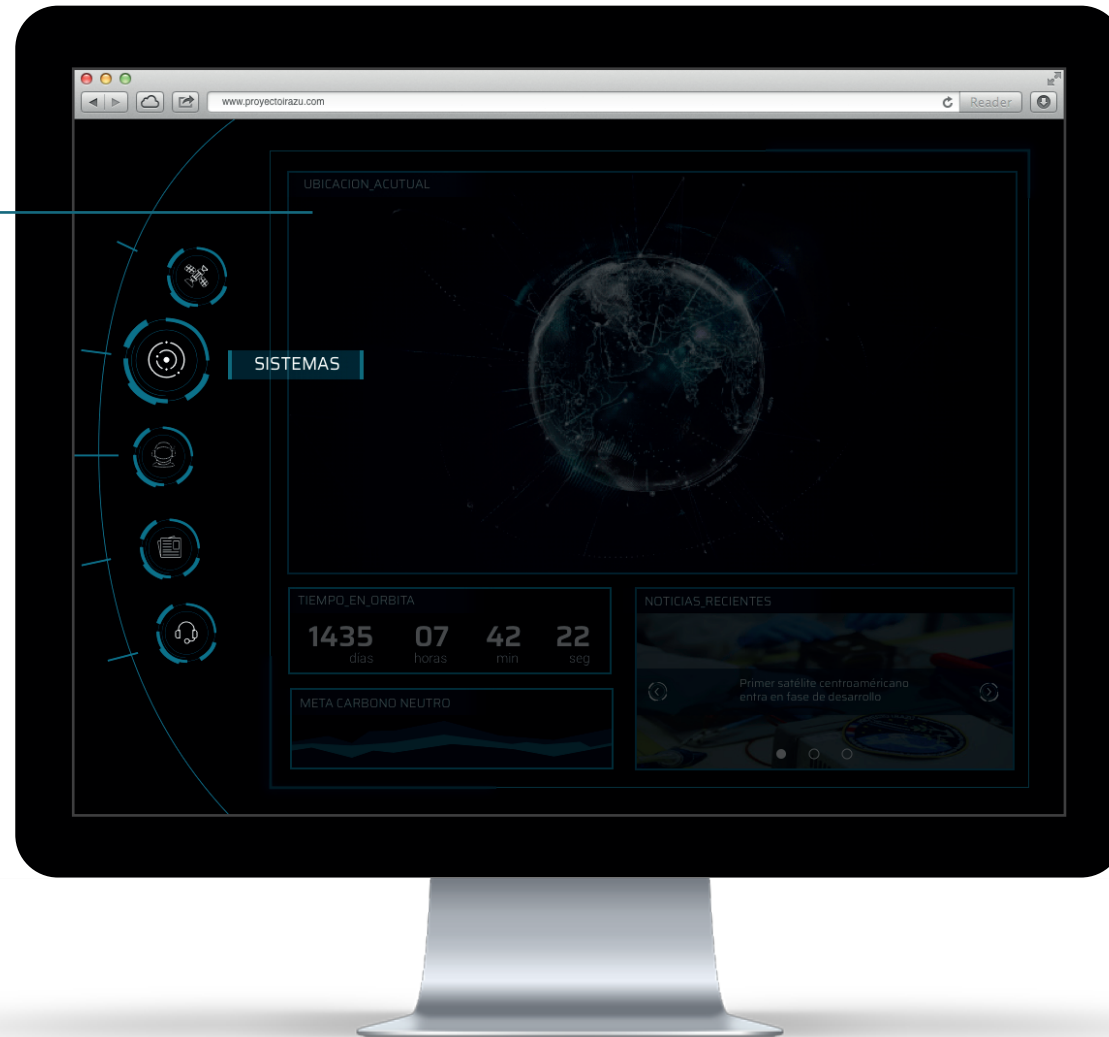 www.proyectoirazu.com
Reader
UBICACION_ACUTUAL
SISTEMAS
TIEMPO_EN_ORBITA
1435 07 42 22
dias horas min seg
META CARBONO NEUTRO
NOTICIAS_RECIENTES
Primer satélite centroaméricano
entra en fase de desarrollo